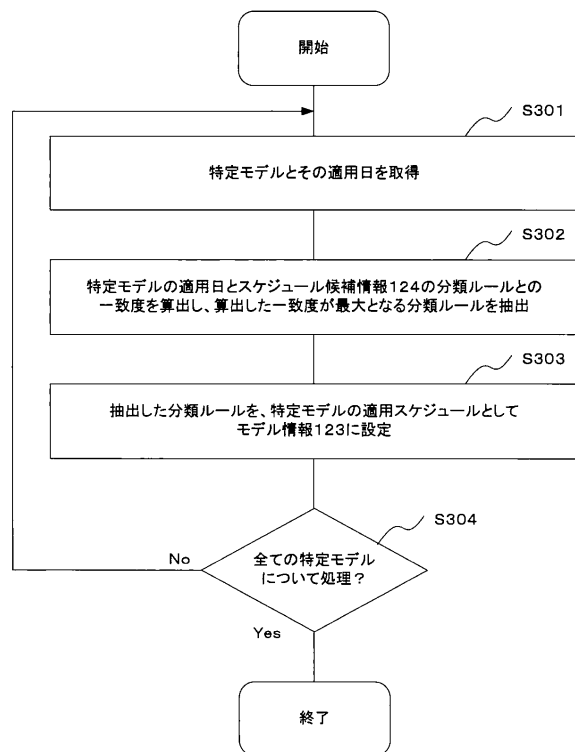 開始
S301
特定モデルとその適用日を取得
S302
特定モデルの適用日とスケジュール候補情報124の分類ルールとの
一致度を算出し、算出した一致度が最大となる分類ルールを抽出
S303
抽出した分類ルールを、特定モデルの適用スケジュールとして
モデル情報123に設定
S304
全ての特定モデル
について処理？
No
Yes
終了